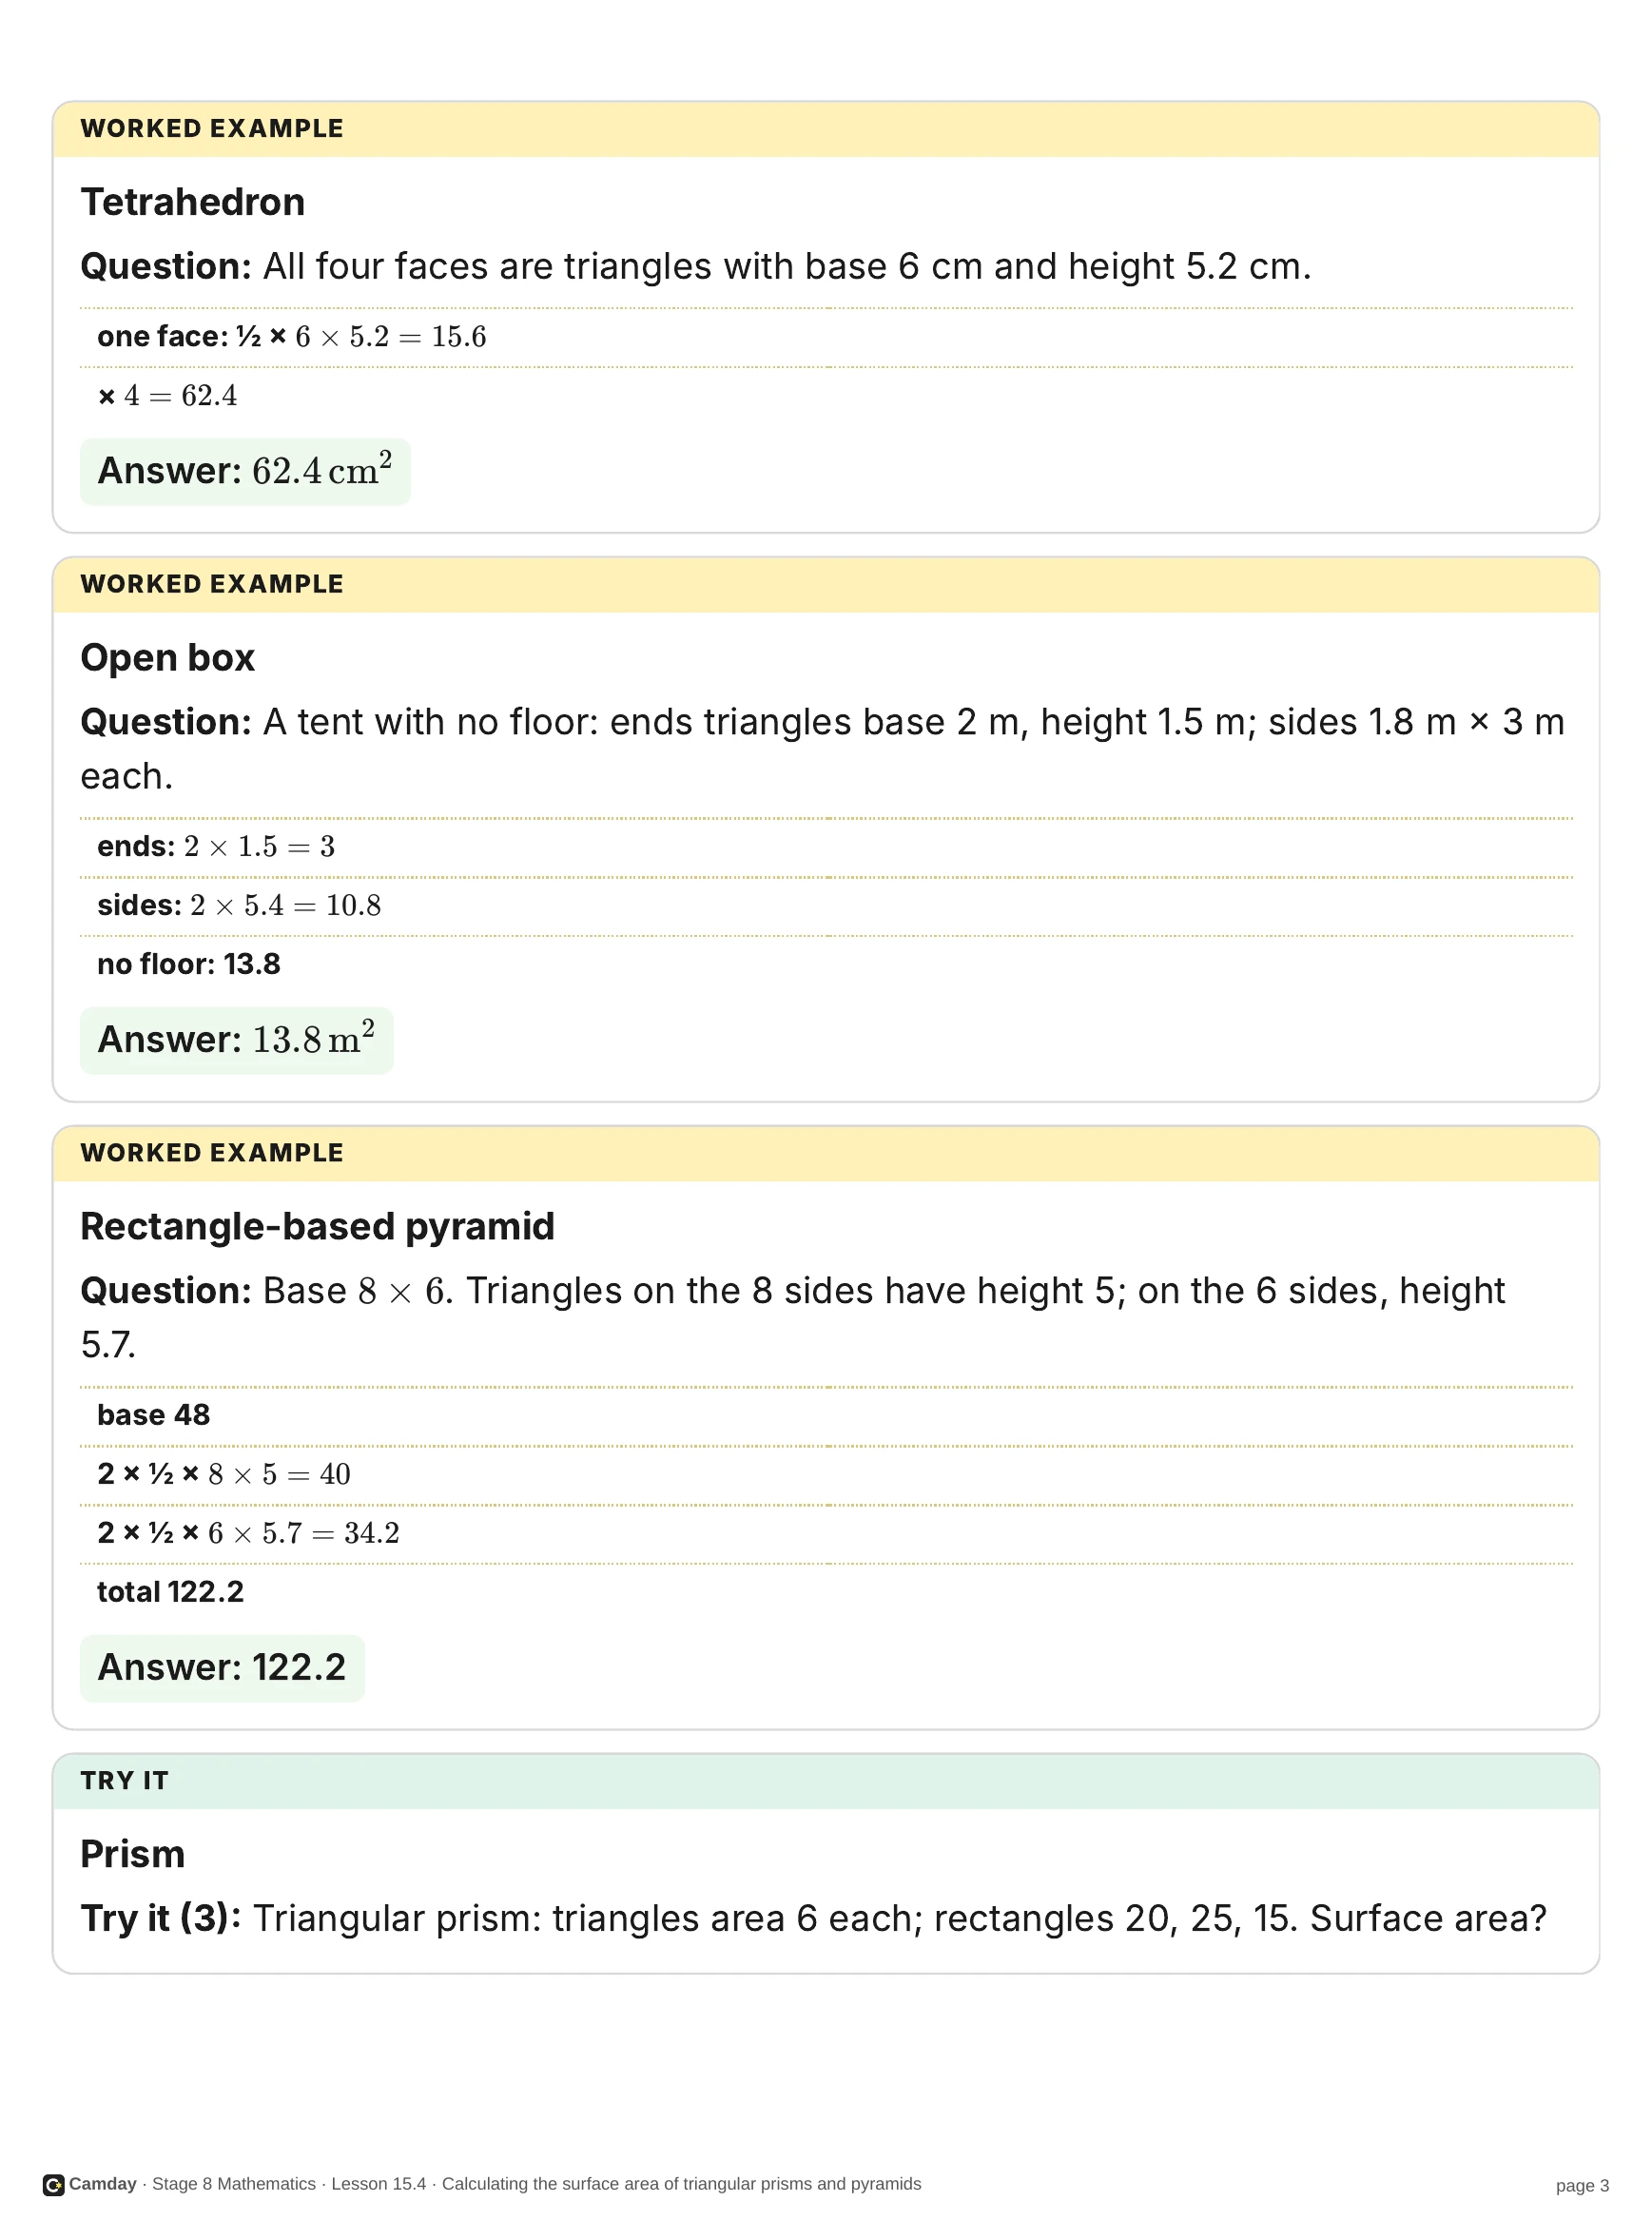 WORKED EXAMPLE
Tetrahedron
Question: All four faces are triangles with base 6 cm and height 5.2 cm.
one face: ½ × 6 × 5.2 = 15.6
× 4 = 62.4
Answer: 62.4 cm²
WORKED EXAMPLE
Open box
Question: A tent with no floor: ends triangles base 2 m, height 1.5 m; sides 1.8 m × 3 m
each.
ends: 2 × 1.5 = 3
sides: 2 × 5.4 = 10.8
no floor: 13.8
Answer: 13.8 m²
WORKED EXAMPLE
Rectangle-based pyramid
Question: Base 8 × 6. Triangles on the 8 sides have height 5; on the 6 sides, height
5.7.
base 48
2 × ½ × 8 × 5 = 40
2 × ½ × 6 × 5.7 = 34.2
total 122.2
Answer: 122.2
TRY IT
Prism
Try it (3): Triangular prism: triangles area 6 each; rectangles 20, 25, 15. Surface area?
Camday · Stage 8 Mathematics · Lesson 15.4 · Calculating the surface area of triangular prisms and pyramids
page 3